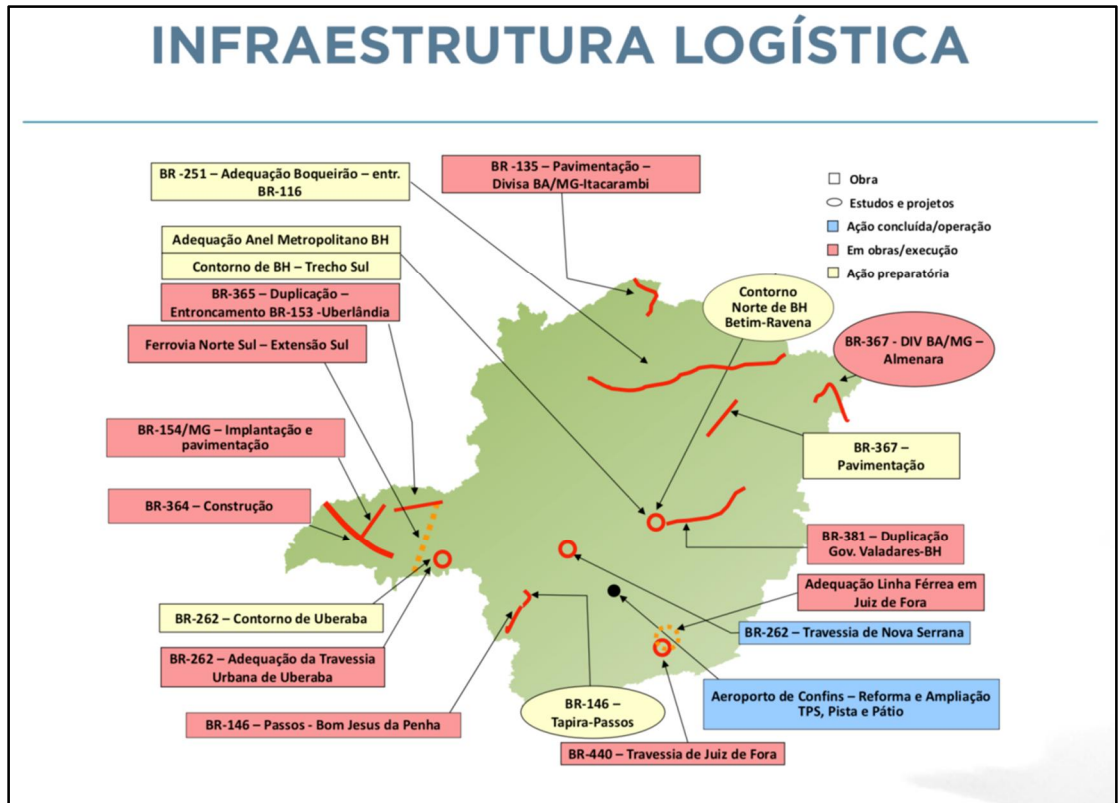 INFRAESTRUTURA LOGÍSTICA
BR -251 – Adequação Boqueirão – entr.
BR-116
BR -135 – Pavimentação –
Divisa BA/MG-Itacarambi
Obra
Estudos e projetos
Ação concluída/operação
Em obras/execução
Ação preparatória
Adequação Anel Metropolitano BH
Contorno de BH – Trecho Sul
BR-365 – Duplicação –
Entroncamento BR-153 -Uberlândia
Ferrovia Norte Sul – Extensão Sul
Contorno
Norte de BH
Betim-Ravena
BR-367 - DIV BA/MG –
Almenara
BR-154/MG – Implantação e
pavimentação
BR-367 –
Pavimentação
BR-364 – Construção
BR-381 – Duplicação
Gov. Valadares-BH
Adequação Linha Férrea em
Juiz de Fora
BR-262 – Contorno de Uberaba
BR-262 – Travessia de Nova Serrana
BR-262 – Adequação da Travessia
Urbana de Uberaba
Aeroporto de Confins – Reforma e Ampliação
TPS, Pista e Pátio
BR-146 – Passos - Bom Jesus da Penha
BR-146 –
Tapira-Passos
BR-440 – Travessia de Juiz de Fora